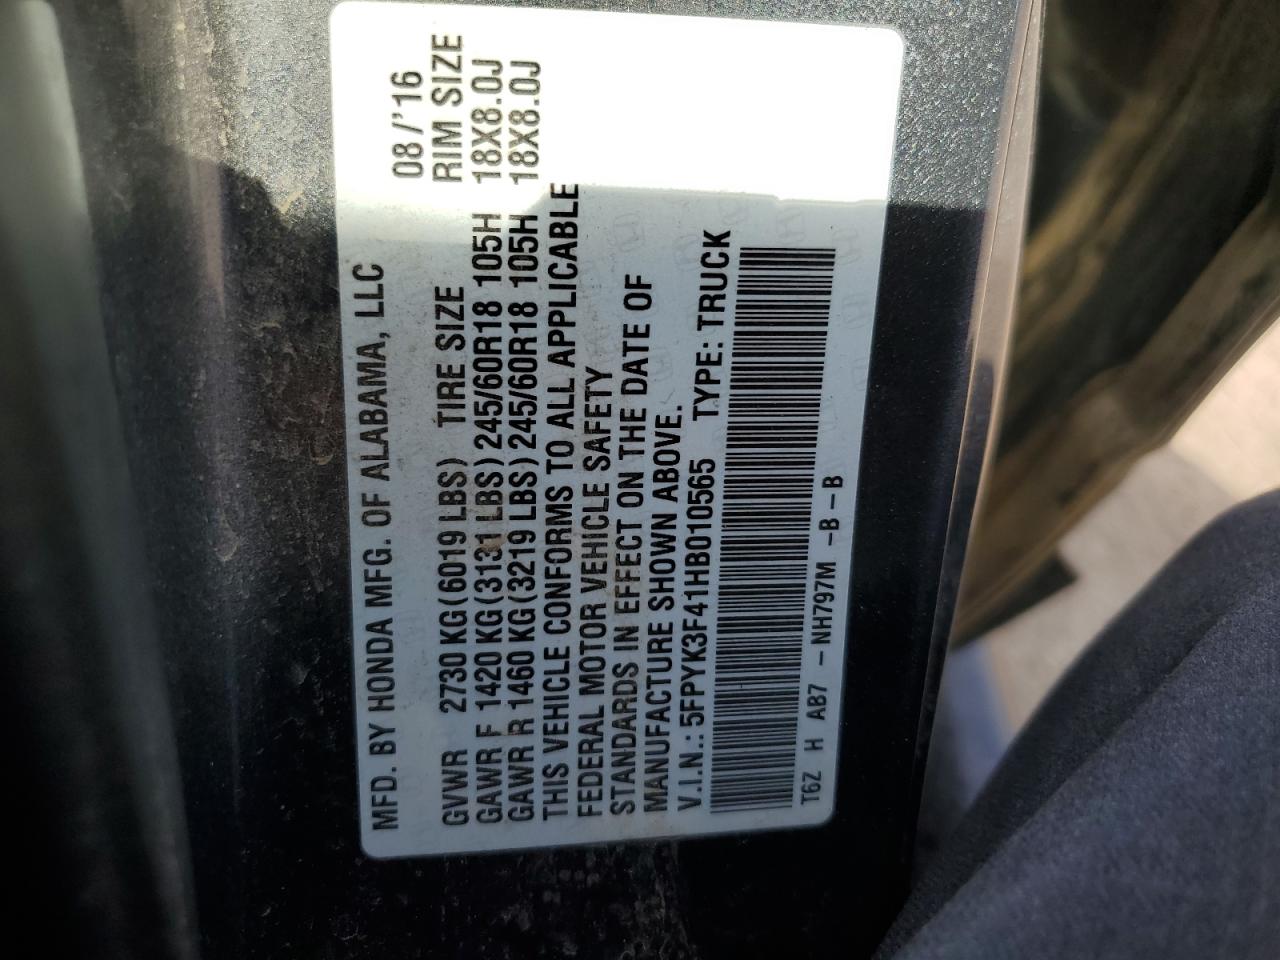 MFD. BY HONDA MFG. OF ALABAMA, LLC 08/'16
GVWR 2730 KG (6019 LBS) TIRE SIZE RIM SIZE
GAWR F 1420 KG (3131 LBS) 245/60R18 105H 18X8.0J
GAWR R 1460 KG (3219 LBS) 245/60R18 105H 18X8.0J
THIS VEHICLE CONFORMS TO ALL APPLICABLE
FEDERAL MOTOR VEHICLE SAFETY
STANDARDS IN EFFECT ON THE DATE OF
MANUFACTURE SHOWN ABOVE.
V.I.N.: 5FPYK3F41HB010565 TYPE: TRUCK
T6Z H AB7 - NH797M -B - B